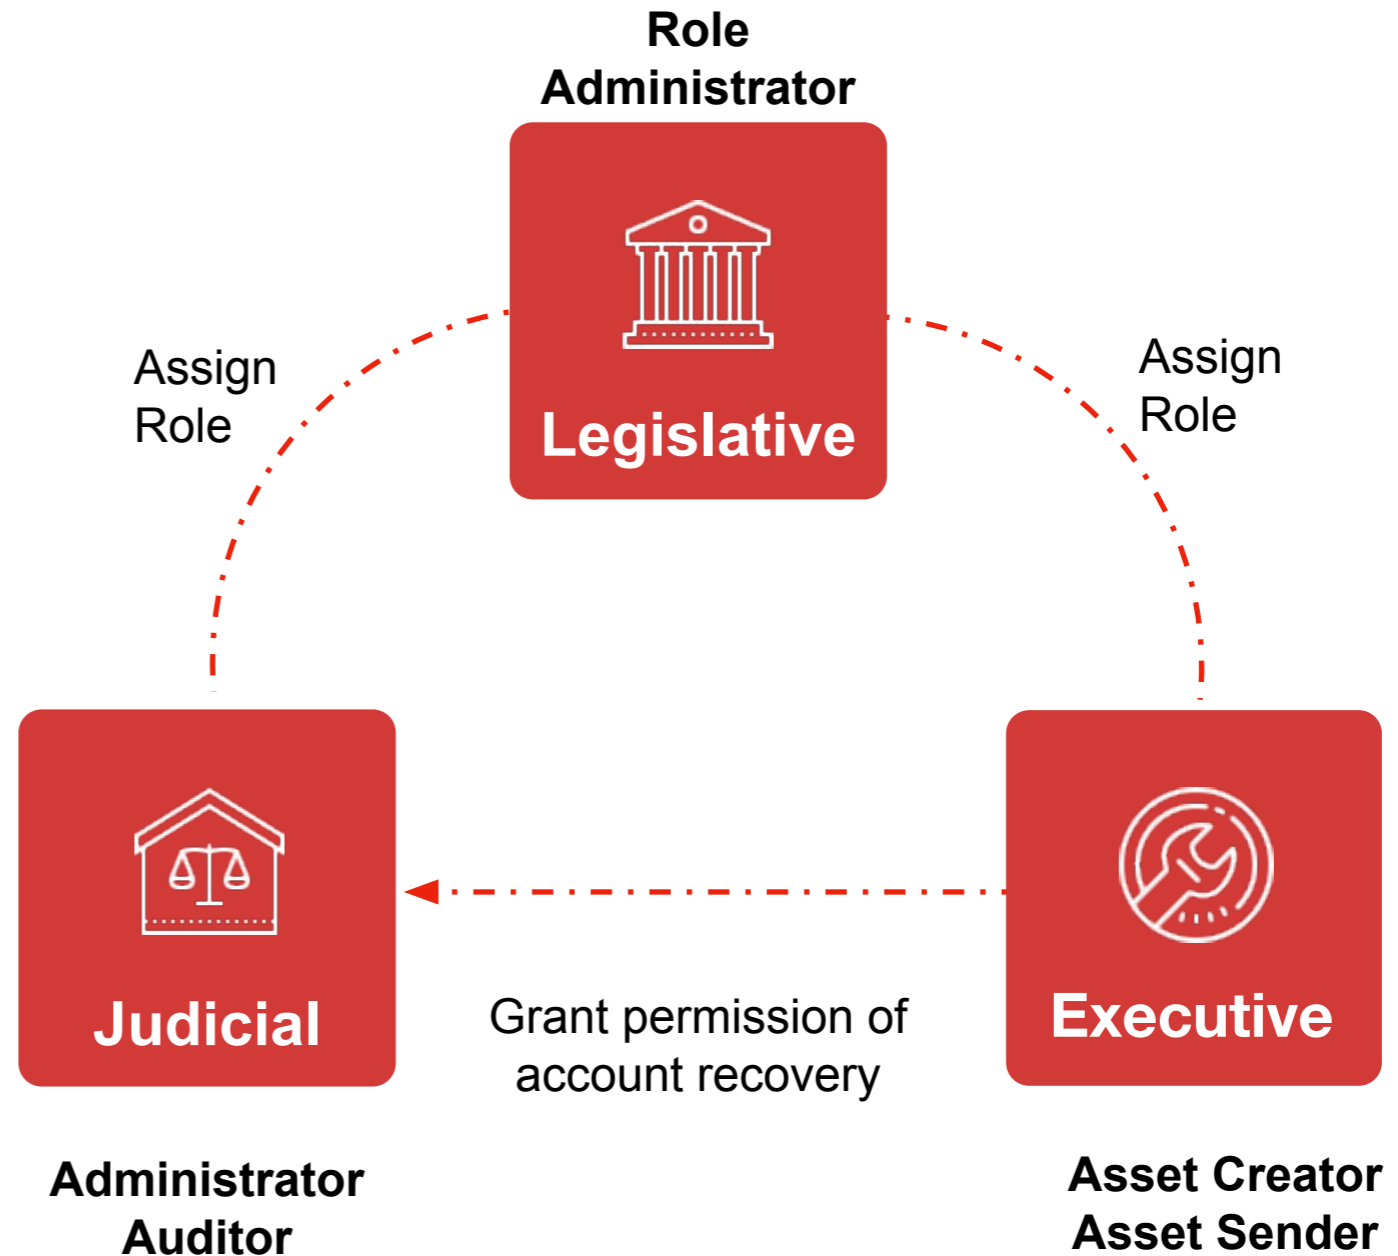 Role
Administrator
Legislative
Assign
Role
Assign
Role
Judicial
Grant permission of
account recovery
Executive
Administrator
Auditor
Asset Creator
Asset Sender